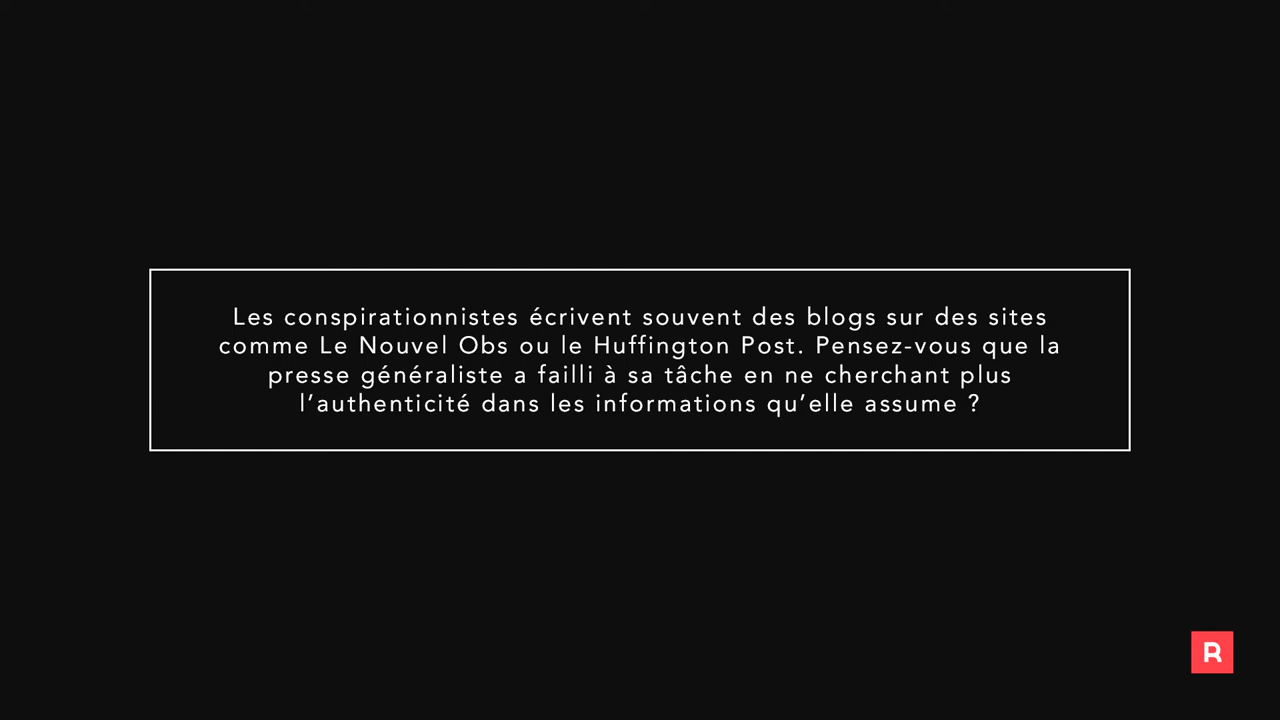 Les conspirationnistes écrivent souvent des blogs sur des sites
comme Le Nouvel Obs ou le Huffington Post. Pensez-vous que la
presse généraliste a failli à sa tâche en ne cherchant plus
l’authenticité dans les informations qu’elle assume ?
R